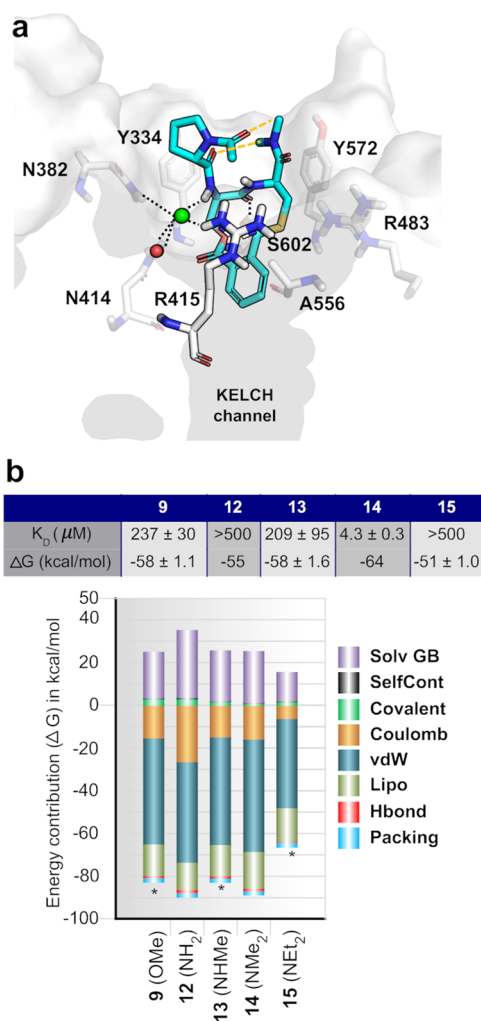 a
Y334
Y572
N382
R483
S602
N414
R415
A556
KELCH
channel
b
9 12 13 14 15
K_D (μM) 237 ± 30 >500 209 ± 95 4.3 ± 0.3 >500
ΔG (kcal/mol) -58 ± 1.1 -55 -58 ± 1.6 -64 -51 ± 1.0
Energy contribution (ΔG) in kcal/mol
50
40
20
0
-20
-40
-60
-80
-100
* * *
Solv GB
SelfCont
Covalent
Coulomb
vdW
Lipo
Hbond
Packing
9 (OMe)
12 (NH₂)
13 (NHMe)
14 (NMe₂)
15 (NEt₂)